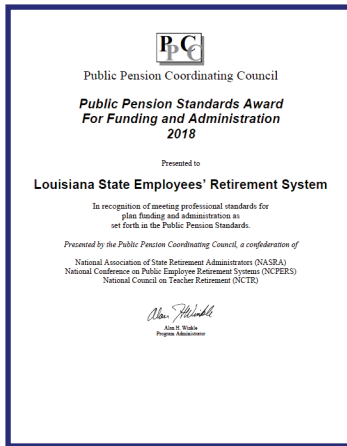 PPCC
Public Pension Coordinating Council
Public Pension Standards Award
For Funding and Administration
2018
Presented to
Louisiana State Employees' Retirement System
In recognition of meeting professional standards for
plan funding and administration as
set forth in the Public Pension Standards.
Presented by the Public Pension Coordinating Council, a confederation of
National Association of State Retirement Administrators (NASRA)
National Conference on Public Employee Retirement Systems (NCPERS)
National Council on Teacher Retirement (NCTR)
Alan H. Winkle
Alan H. Winkle
Program Administrator